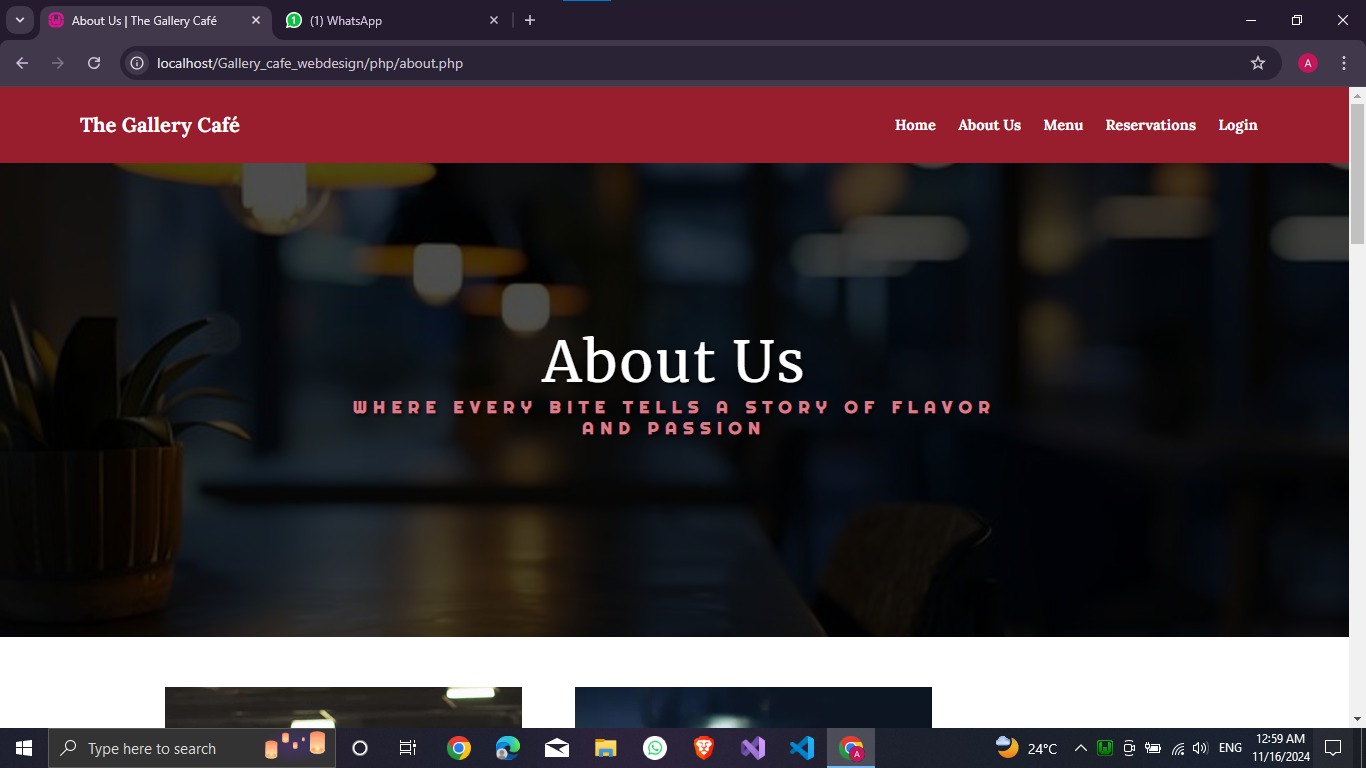 About Us | The Gallery Café
(1) WhatsApp
localhost/Gallery_cafe_webdesign/php/about.php
A
The Gallery Café
Home About Us Menu Reservations Login
About Us
WHERE EVERY BITE TELLS A STORY OF FLAVOR
AND PASSION
Type here to search
A
24°C
ENG
12:59 AM
11/16/2024